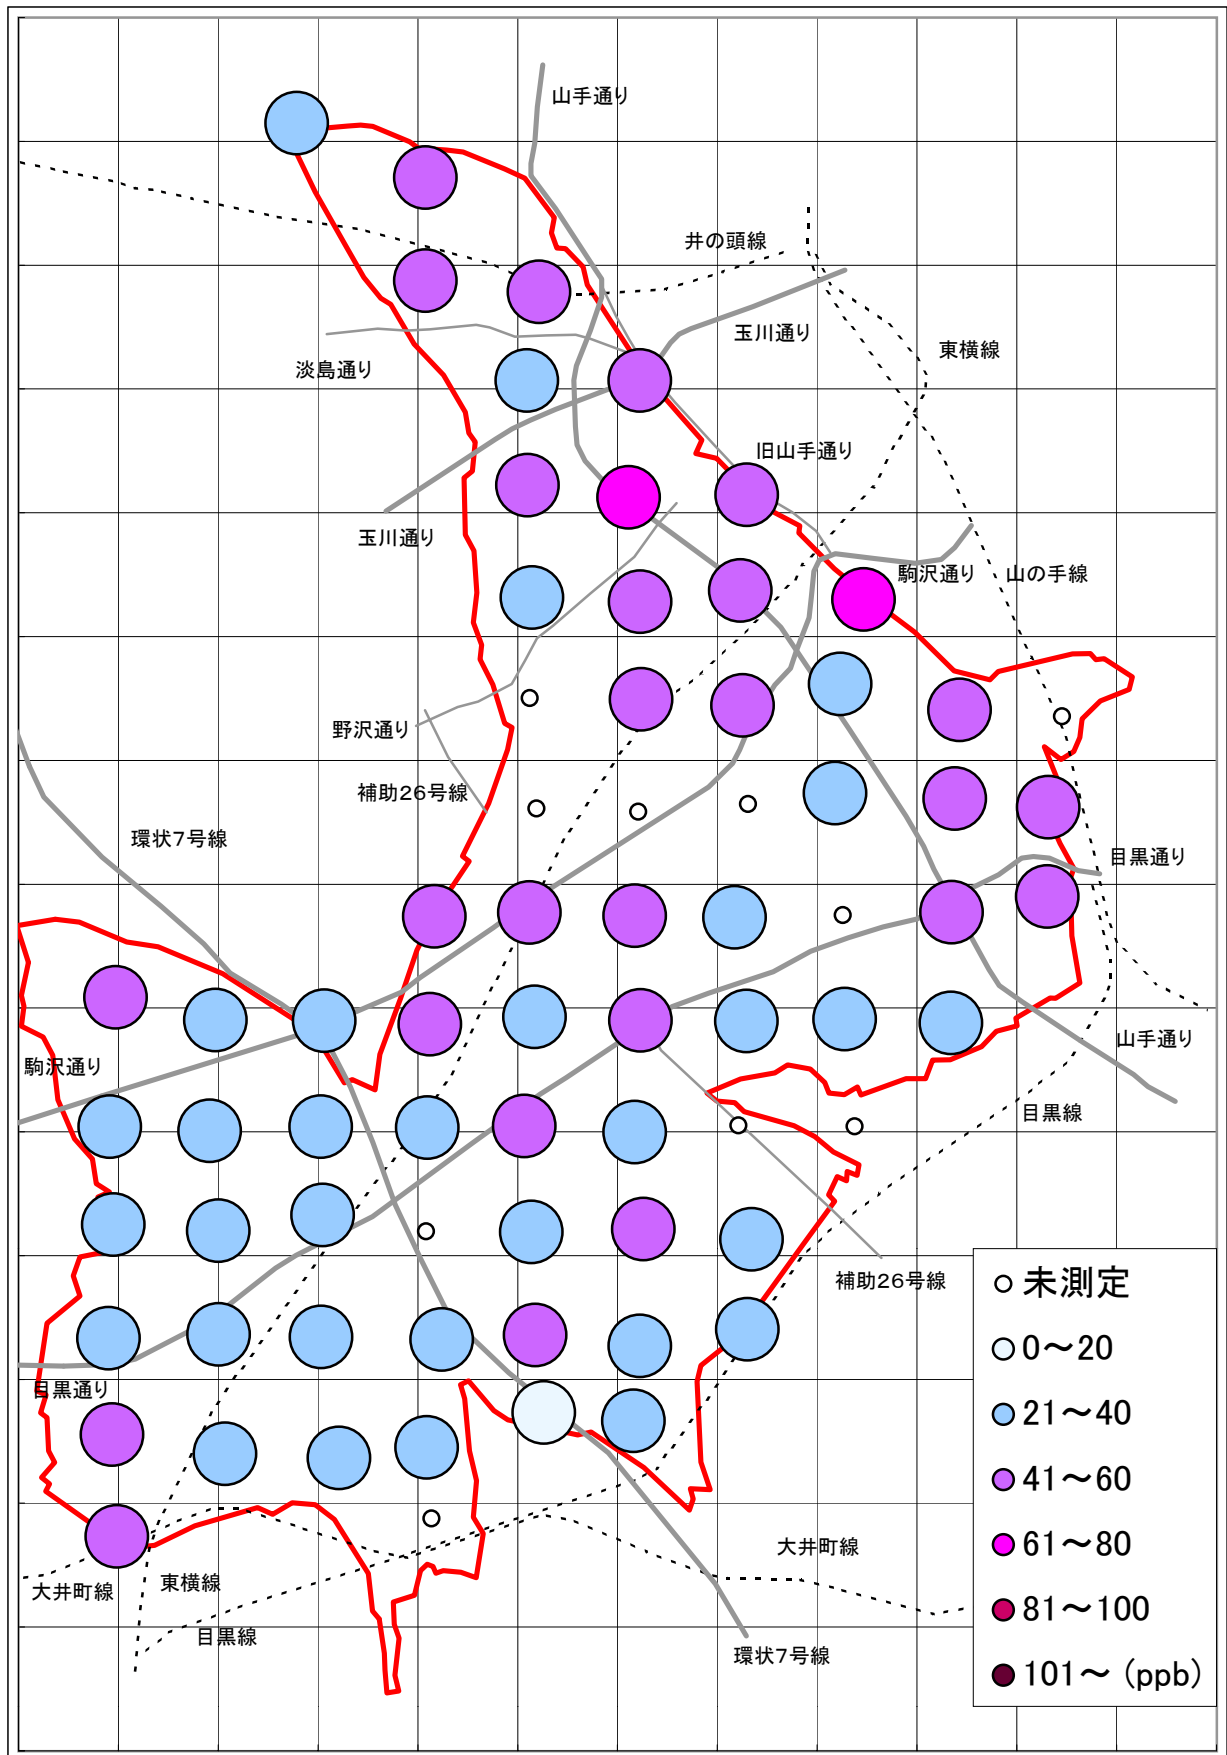 山手通り
井の頭線
玉川通り
東横線
淡島通り
旧山手通り
玉川通り
駒沢通り
山の手線
野沢通り
補助26号線
環状7号線
目黒通り
山手通り
駒沢通り
目黒線
補助26号線
目黒通り
大井町線
東横線
目黒線
大井町線
環状7号線
未測定
0～20
21～40
41～60
61～80
81～100
101～ (ppb)